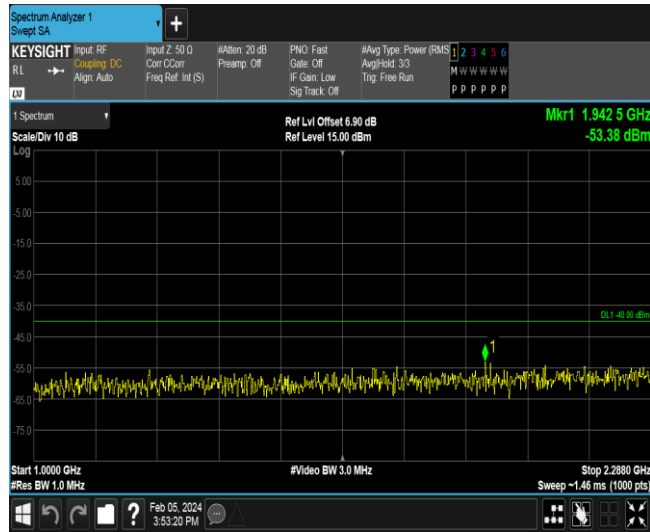 Spectrum Analyzer 1
Swept SA
+
KEYSIGHT
RL
LXI
Input: RF
Coupling: DC
Align: Auto
Input Z: 50 Ω
Corr CCorr
Freq Ref: Int (S)
#Atten: 20 dB
Preamp: Off
PNO: Fast
Gate: Off
IF Gain: Low
Sig Track: Off
#Avg Type: Power (RMS
Avg|Hold: 3/3
Trig: Free Run
1 2 3 4 5 6
M W W W W W
P P P P P P
1 Spectrum
Scale/Div 10 dB
Log
Ref Lvl Offset 6.90 dB
Ref Level 15.00 dBm
Mkr1 1.942 5 GHz
-53.38 dBm
5.00
-5.00
-15.0
-25.0
-35.0
DL1 -40.00 dBm
-45.0
1
-55.0
-65.0
-75.0
Start 1.0000 GHz
#Video BW 3.0 MHz
Stop 2.2880 GHz
#Res BW 1.0 MHz
Sweep ~1.46 ms (1000 pts)
?
Feb 05, 2024
3:53:20 PM